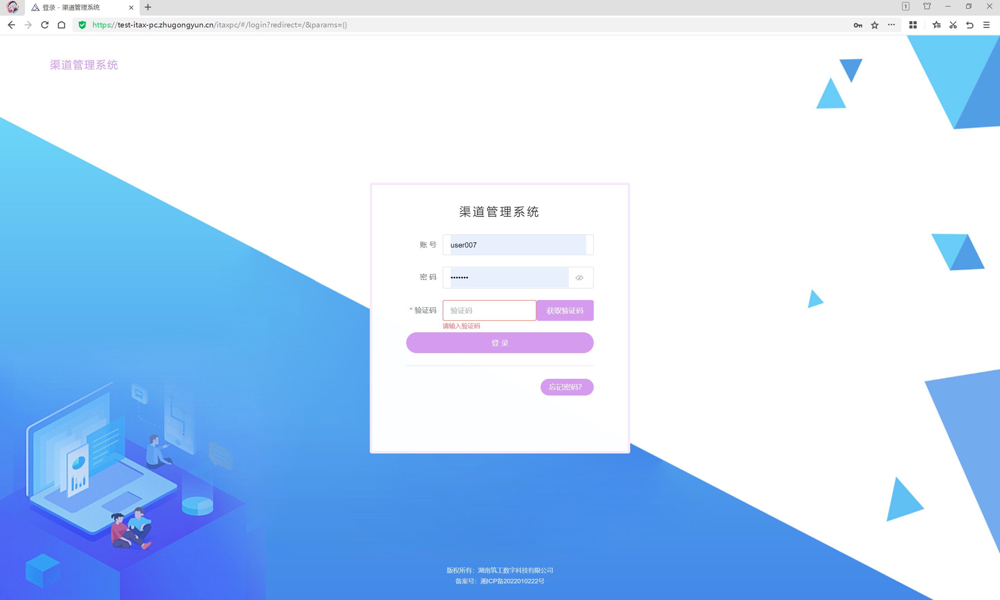 登录 - 渠道管理系统
1
https://test-itax-pc.zhugongyun.cn/itaxpc/#/login?redirect=/&params={}
渠道管理系统
渠道管理系统
账 号
user007
密 码
•••••••
* 验证码
验证码
获取验证码
请输入验证码
登 录
忘记密码?
版权所有：湖南筑工数字科技有限公司
备案号：湘ICP备2022010222号